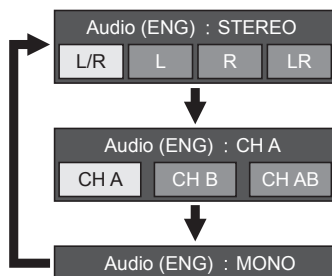 Audio (ENG) : STEREO
L/R L R LR
Audio (ENG) : CH A
CH A CH B CH AB
Audio (ENG) : MONO